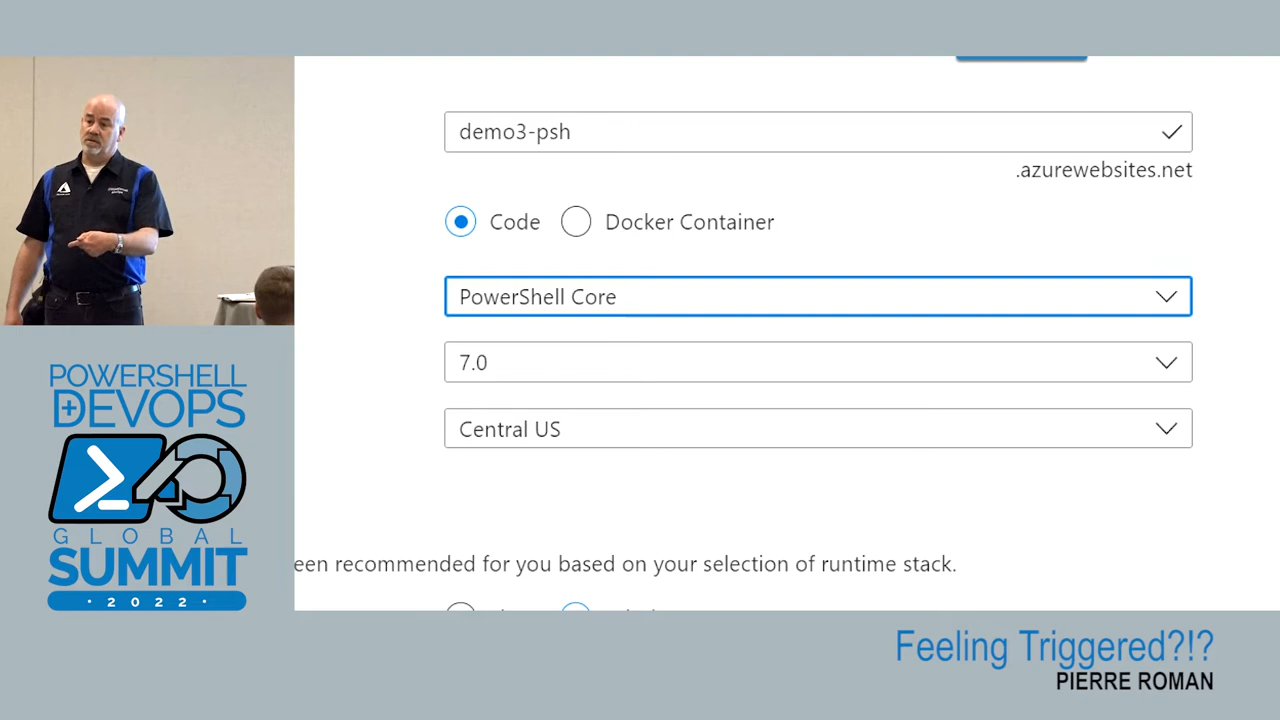 demo3-psh
.azurewebsites.net
Code
Docker Container
PowerShell Core
7.0
Central US
een recommended for you based on your selection of runtime stack.
POWERSHELL
+ DEVOPS
GLOBAL
SUMMIT
· 2022 ·
Feeling Triggered?!?
PIERRE ROMAN